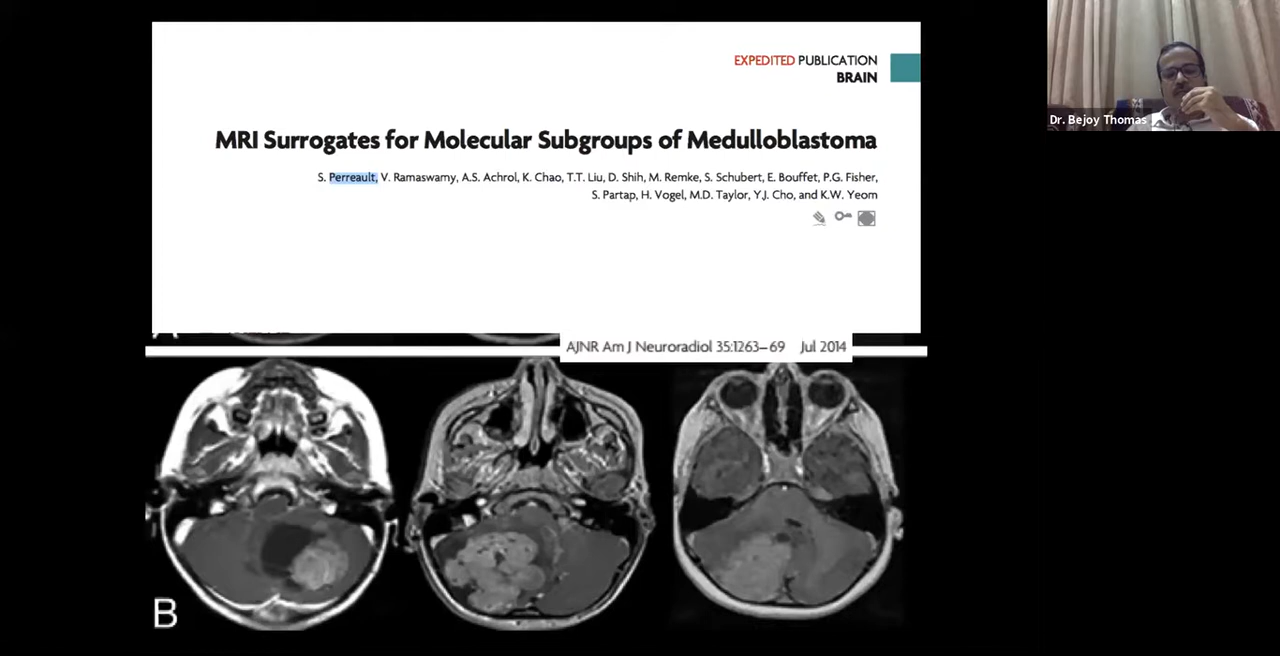 EXPEDITED PUBLICATION
BRAIN
MRI Surrogates for Molecular Subgroups of Medulloblastoma
S. Perreault, V. Ramaswamy, A.S. Achrol, K. Chao, T.T. Liu, D. Shih, M. Remke, S. Schubert, E. Bouffet, P.G. Fisher,
S. Partap, H. Vogel, M.D. Taylor, Y.J. Cho, and K.W. Yeom
AJNR Am J Neuroradiol 35:1263–69 Jul 2014
B
Dr. Bejoy Thomas